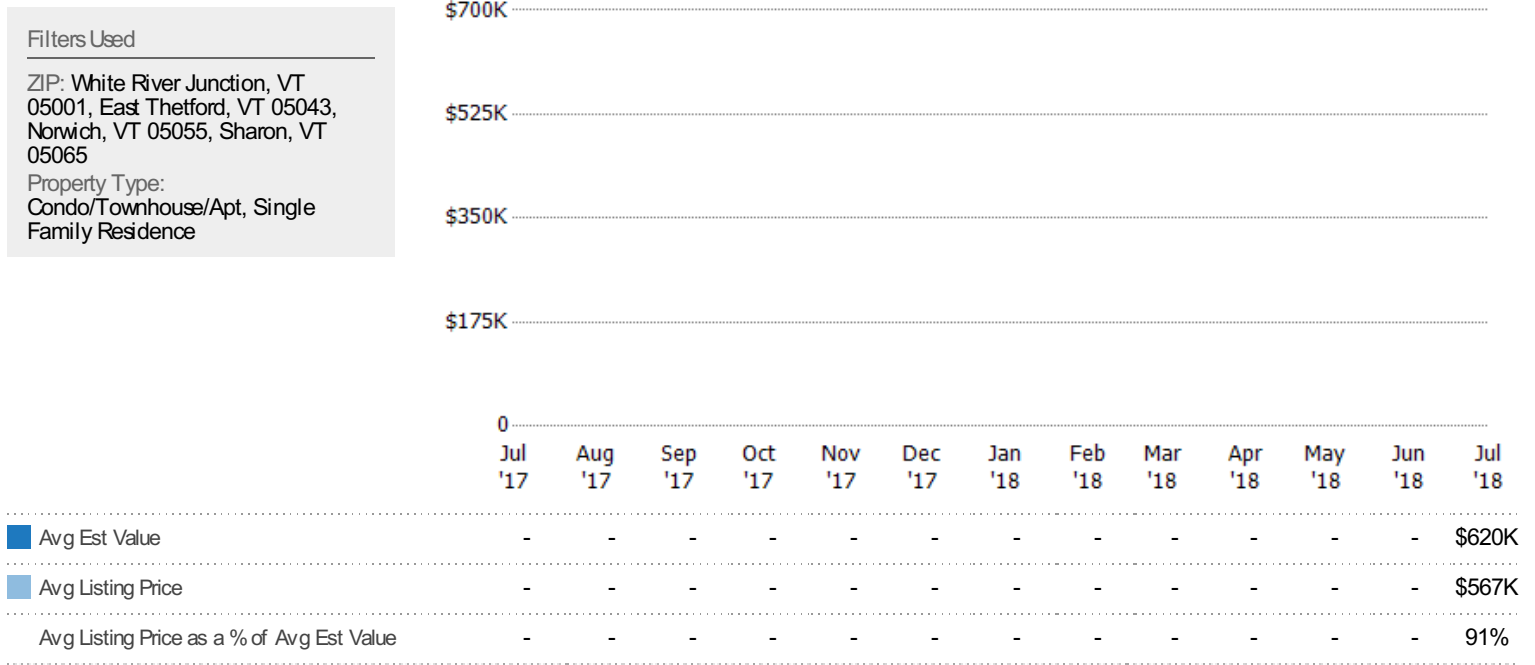 Filters Used
ZIP: White River Junction, VT
05001, East Thetford, VT 05043,
Norwich, VT 05055, Sharon, VT
05065
Property Type:
Condo/Townhouse/Apt, Single
Family Residence
$700K
$525K
$350K
$175K
0
Jul Aug Sep Oct Nov Dec Jan Feb Mar Apr May Jun Jul
'17 '17 '17 '17 '17 '17 '18 '18 '18 '18 '18 '18 '18
Avg Est Value - - - - - - - - - - - - $620K
Avg Listing Price - - - - - - - - - - - - $567K
Avg Listing Price as a % of Avg Est Value - - - - - - - - - - - - 91%